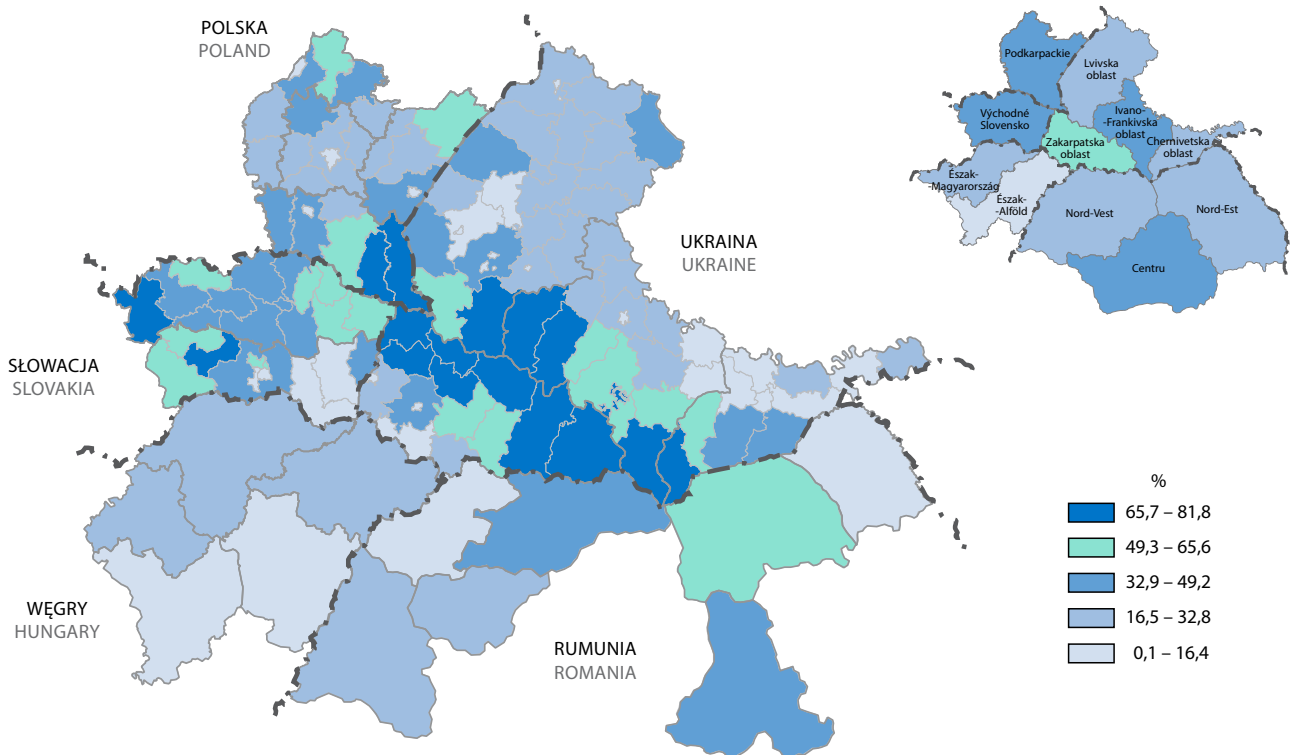 POLSKA
POLAND
UKRAINA
UKRAINE
SŁOWACJA
SLOVAKIA
WĘGRY
HUNGARY
RUMUNIA
ROMANIA
Podkarpackie
Lvivska
oblast
Východné
Slovensko
Ivano-
-Frankivska
oblast
Zakarpatska
oblast
Chernivetska
oblast
Észak-
-Magyarország
Észak-
-Alföld
Nord-Vest
Nord-Est
Centru
%
65,7 – 81,8
49,3 – 65,6
32,9 – 49,2
16,5 – 32,8
0,1 – 16,4